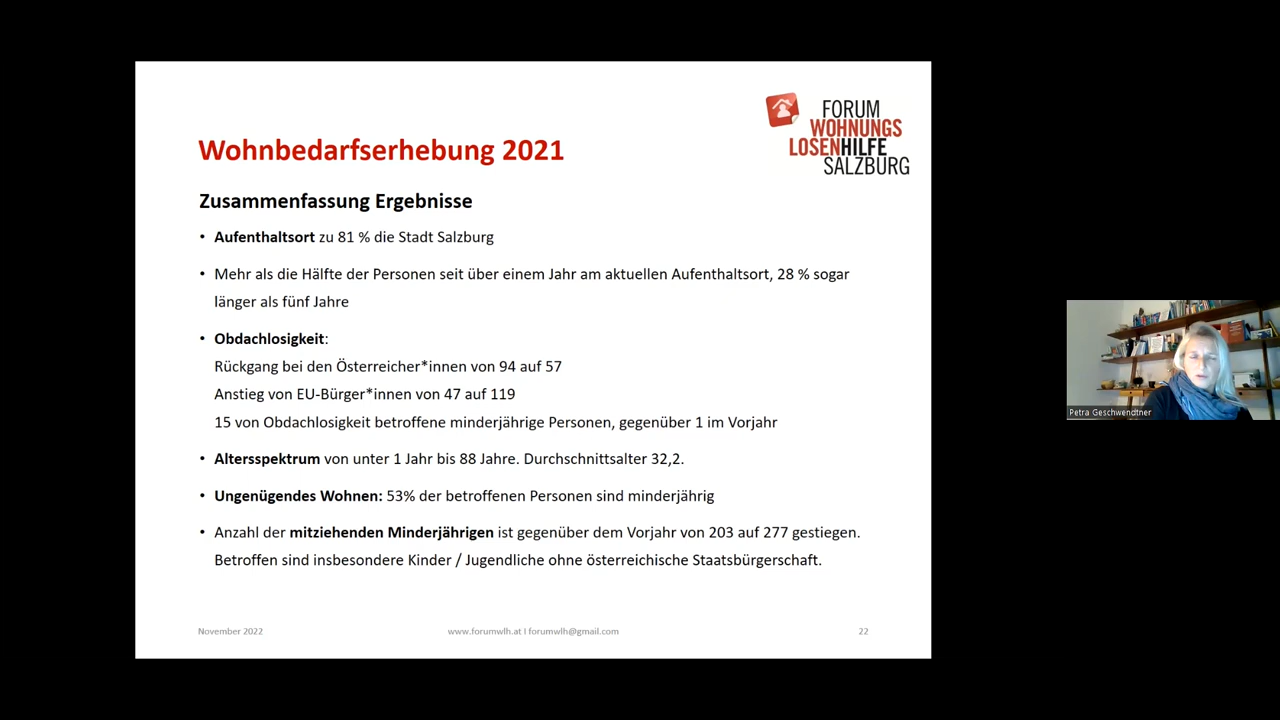 FORUM
WOHNUNGS
LOSENHILFE
SALZBURG
Wohnbedarfserhebung 2021
Zusammenfassung Ergebnisse
• Aufenthaltsort zu 81 % die Stadt Salzburg
• Mehr als die Hälfte der Personen seit über einem Jahr am aktuellen Aufenthaltsort, 28 % sogar
länger als fünf Jahre
• Obdachlosigkeit:
Rückgang bei den Österreicher*innen von 94 auf 57
Anstieg von EU-Bürger*innen von 47 auf 119
15 von Obdachlosigkeit betroffene minderjährige Personen, gegenüber 1 im Vorjahr
• Altersspektrum von unter 1 Jahr bis 88 Jahre. Durchschnittsalter 32,2.
• Ungenügendes Wohnen: 53% der betroffenen Personen sind minderjährig
• Anzahl der mitziehenden Minderjährigen ist gegenüber dem Vorjahr von 203 auf 277 gestiegen.
Betroffen sind insbesondere Kinder / Jugendliche ohne österreichische Staatsbürgerschaft.
November 2022
www.forumwlh.at I forumwlh@gmail.com
22
Petra Geschwendtner